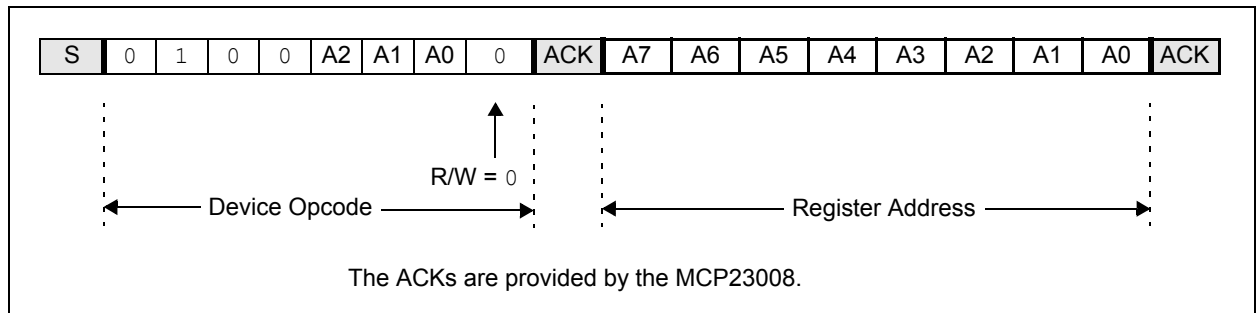 S 0 1 0 0 A2 A1 A0 0 ACK A7 A6 A5 A4 A3 A2 A1 A0 ACK
R/W = 0
Device Opcode Register Address
The ACKs are provided by the MCP23008.